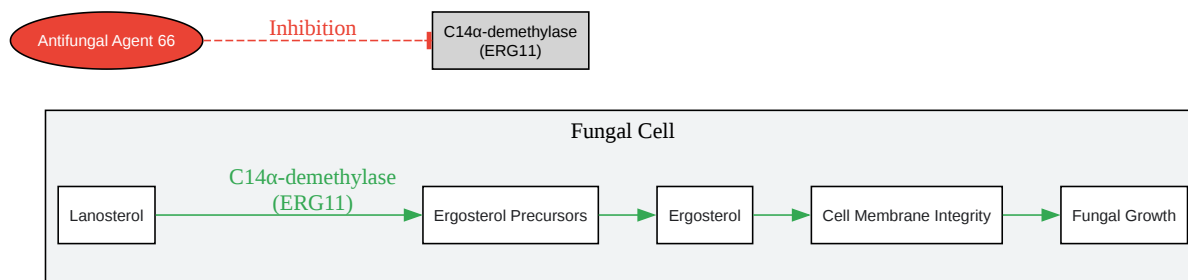 Antifungal Agent 66
Inhibition
C14α-demethylase
(ERG11)
Fungal Cell
Lanosterol
C14α-demethylase
(ERG11)
Ergosterol Precursors
Ergosterol
Cell Membrane Integrity
Fungal Growth